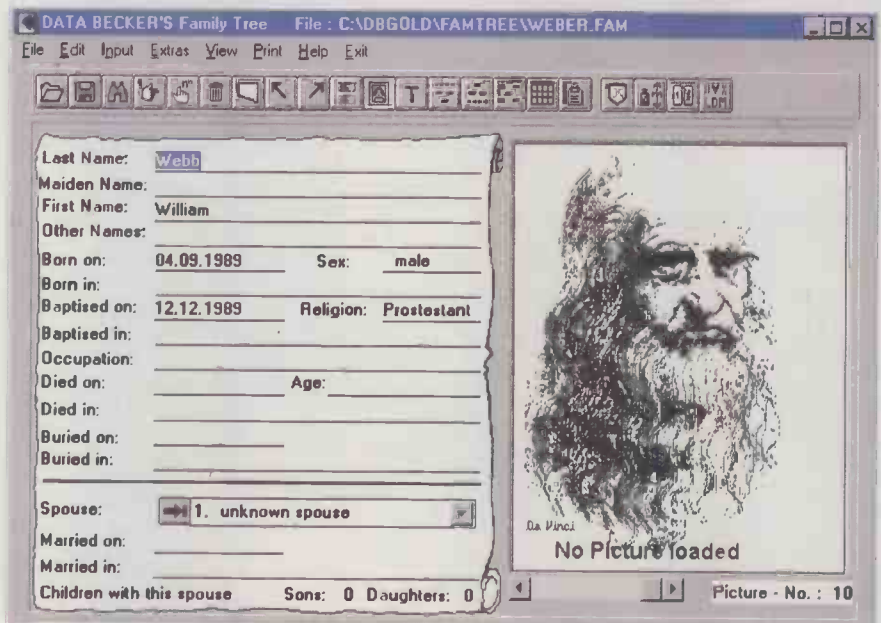 DATA BECKER'S Family Tree File : C:\DBGOLD\FAMTREE\WEBER.FAM
File Edit Input Extras View Print Help Exit
T
Last Name: Webb
Maiden Name:
First Name: William
Other Names:
Born on: 04.09.1989 Sex: male
Born in:
Baptised on: 12.12.1989 Religion: Prostestant
Baptised in:
Occupation:
Died on: Age:
Died in:
Buried on:
Buried in:
Spouse: 1. unknown spouse
Married on:
Married in:
Children with this spouse Sons: 0 Daughters: 0
Da Vinci
No Picture loaded
Picture - No. : 10